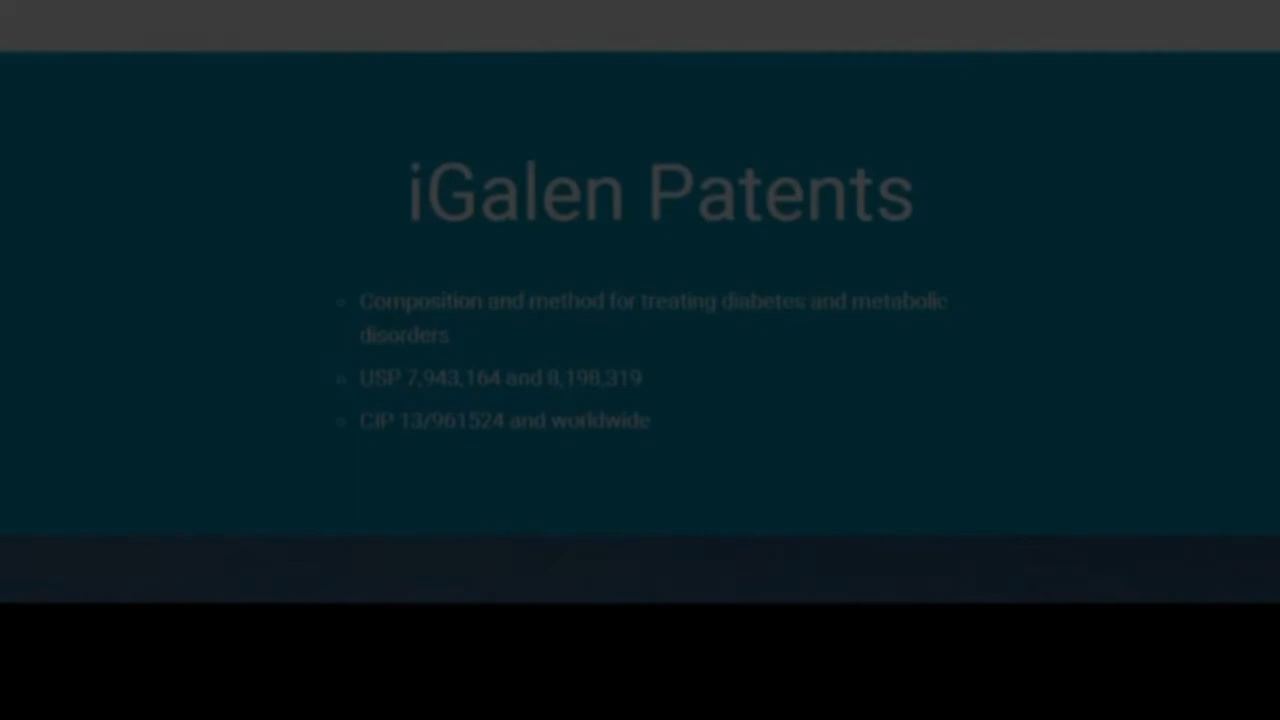 iGalen Patents
Composition and method for treating diabetes and metabolic
disorders
USP 7,943,164 and 8,198,319
CIP 13/961524 and worldwide